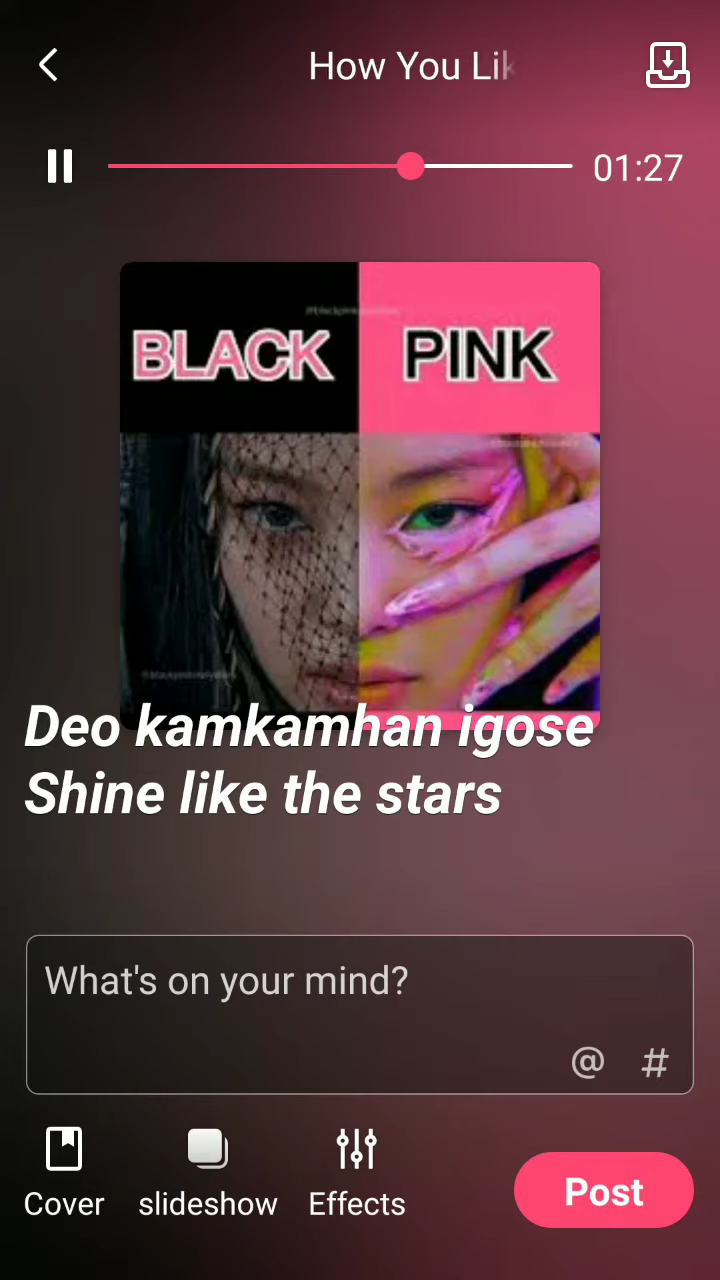 How You Lik
01:27
BLACK PINK
Deo kamkamhan igose
Shine like the stars
What's on your mind?
@ #
Cover slideshow Effects
Post